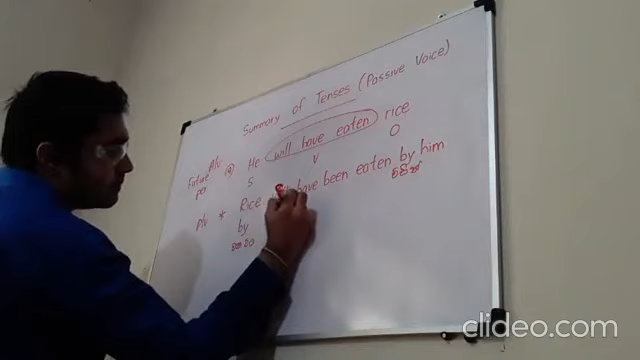 Summary of Tenses (Passive Voice)
Future per A/v (a) He will have eaten rice
S V O
P/v * Rice have been eaten by him
by විසින්
clideo.com